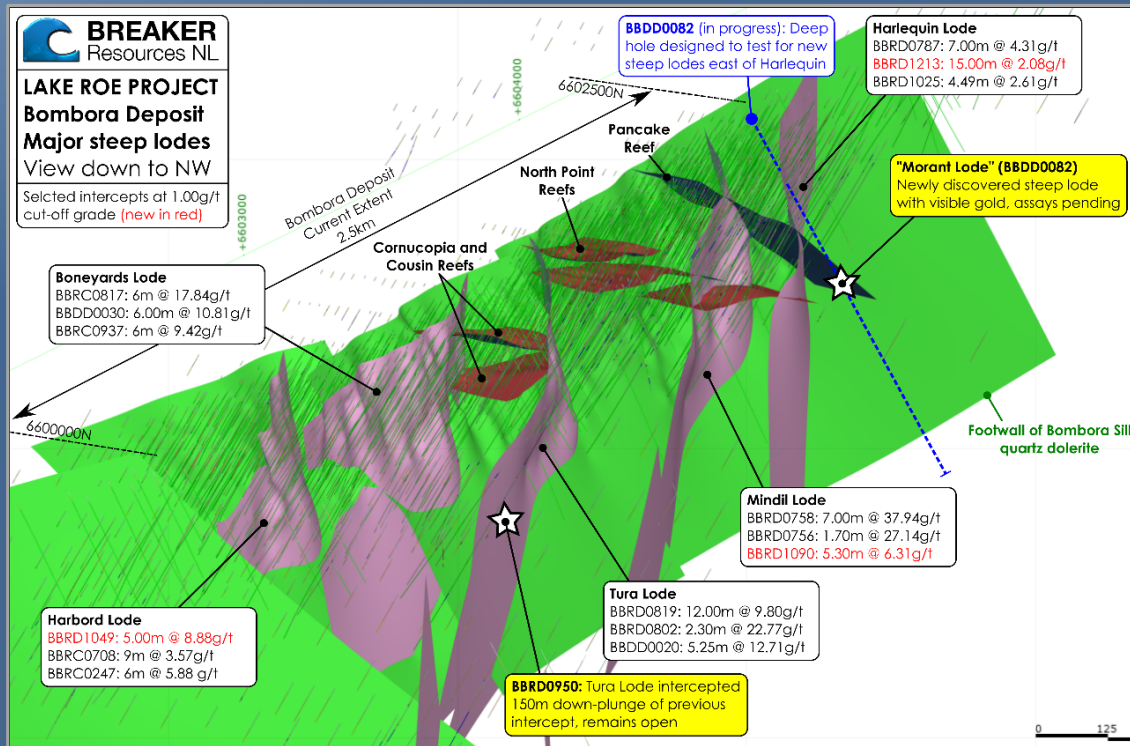 BREAKER
Resources NL
LAKE ROE PROJECT
Bombora Deposit
Major steep lodes
View down to NW
Selcted intercepts at 1.00g/t
cut-off grade (new in red)
BBDD0082 (in progress): Deep
hole designed to test for new
steep lodes east of Harlequin
Harlequin Lode
BBRD0787: 7.00m @ 4.31g/t
BBRD1213: 15.00m @ 2.08g/t
BBRD1025: 4.49m @ 2.61g/t
6604000
6602500N
Pancake
Reef
"Morant Lode" (BBDD0082)
Newly discovered steep lode
with visible gold, assays pending
North Point
Reefs
6603000
Bombora Deposit
Current Extent
2.5km
Cornucopia and
Cousin Reefs
Boneyards Lode
BBRC0817: 6m @ 17.84g/t
BBDD0030: 6.00m @ 10.81g/t
BBRC0937: 6m @ 9.42g/t
6600000N
Footwall of Bombora Sill
quartz dolerite
Mindil Lode
BBRD0758: 7.00m @ 37.94g/t
BBRD0756: 1.70m @ 27.14g/t
BBRD1090: 5.30m @ 6.31g/t
Tura Lode
BBRD0819: 12.00m @ 9.80g/t
BBRD0802: 2.30m @ 22.77g/t
BBDD0020: 5.25m @ 12.71g/t
Harbord Lode
BBRD1049: 5.00m @ 8.88g/t
BBRC0708: 9m @ 3.57g/t
BBRC0247: 6m @ 5.88 g/t
BBRD0950: Tura Lode intercepted
150m down-plunge of previous
intercept, remains open
0 125